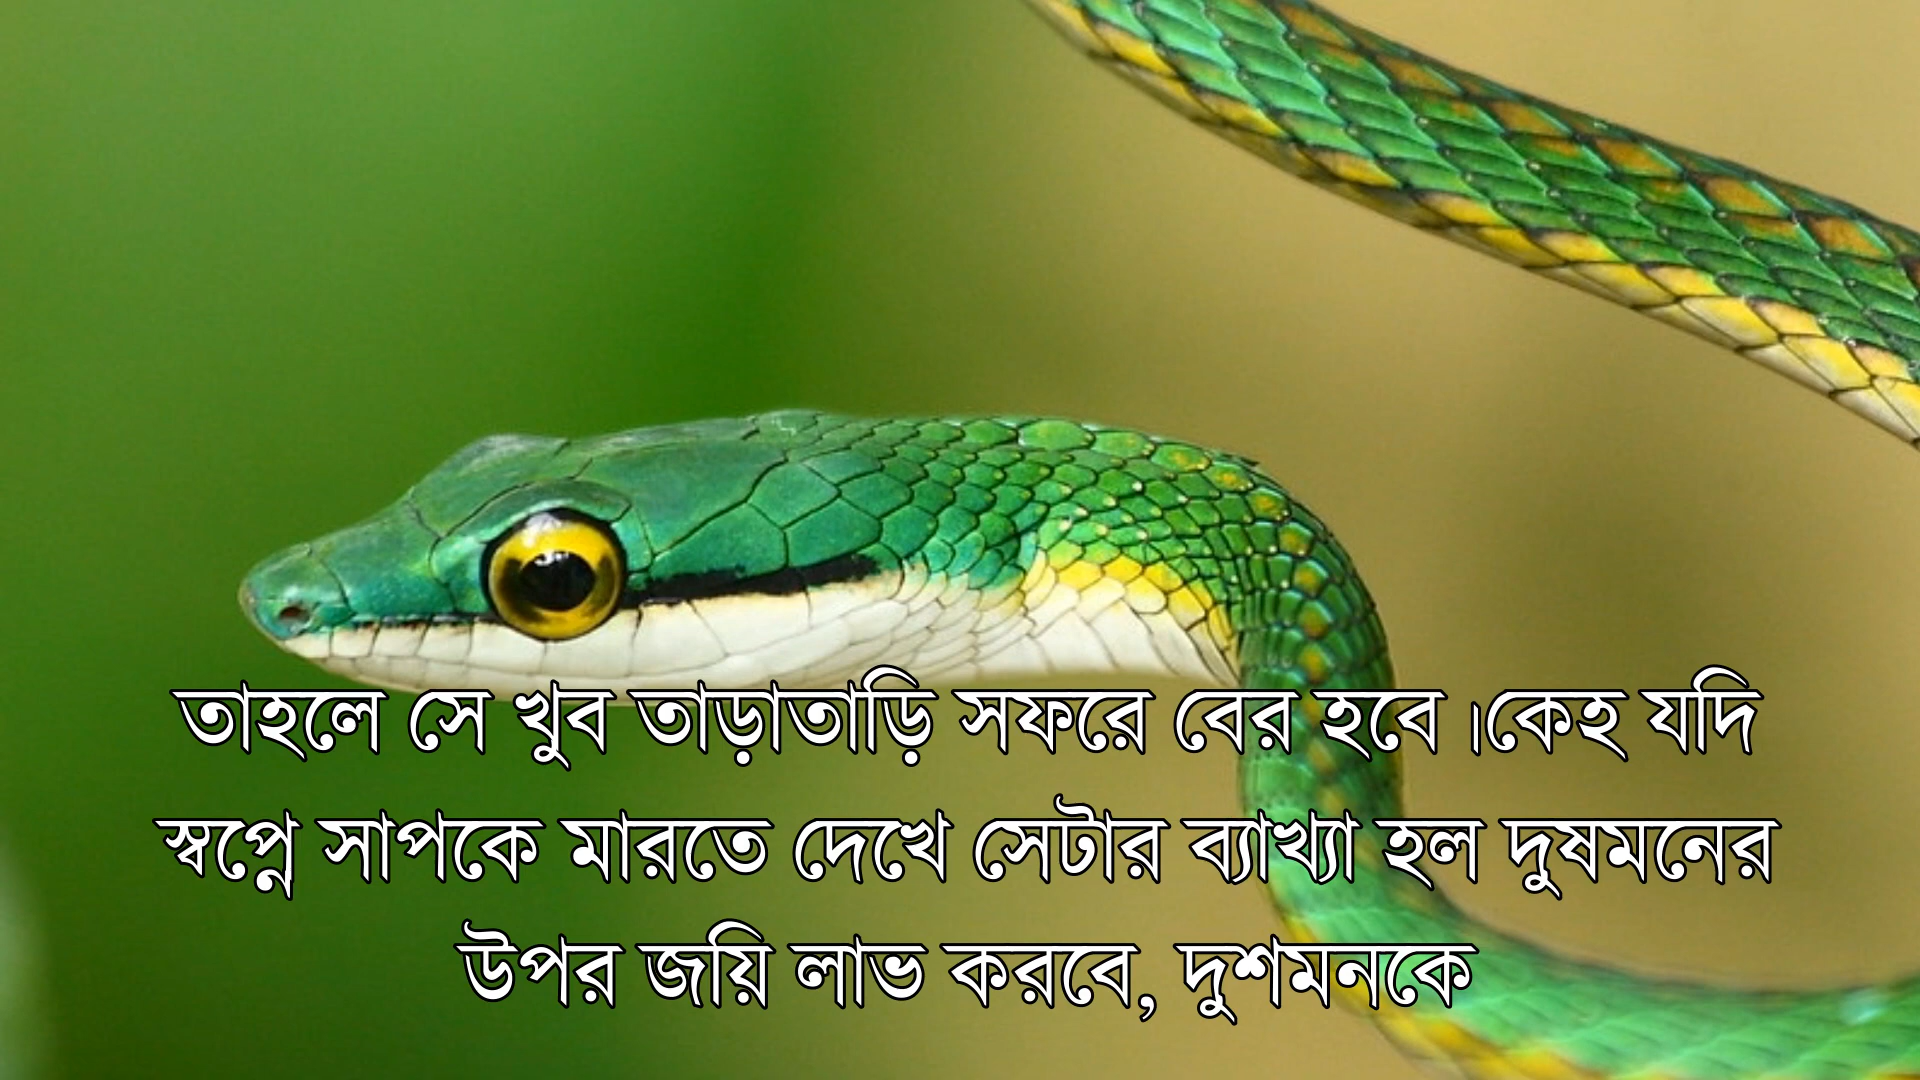 তাহলে সে খুব তাড়াতাড়ি সফরে বের হবে।কেহ যদি
স্বপ্নে সাপকে মারতে দেখে সেটার ব্যাখ্যা হল দুষমনের
উপর জয়ি লাভ করবে, দুশমনকে